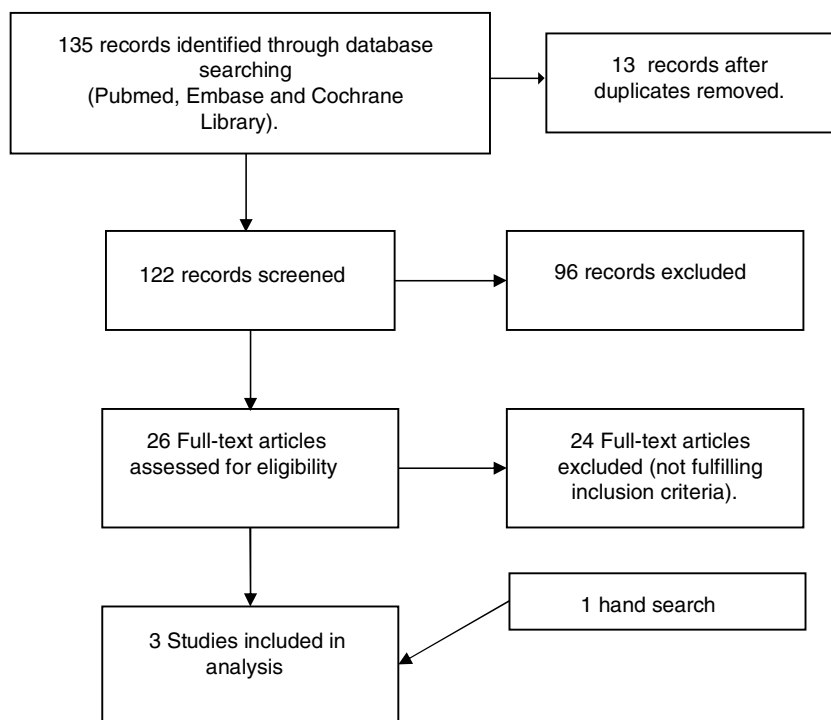 135 records identified through database
searching
(Pubmed, Embase and Cochrane
Library).
13 records after
duplicates removed.
122 records screened
96 records excluded
26 Full-text articles
assessed for eligibility
24 Full-text articles
excluded (not fulfilling
inclusion criteria).
1 hand search
3 Studies included in
analysis